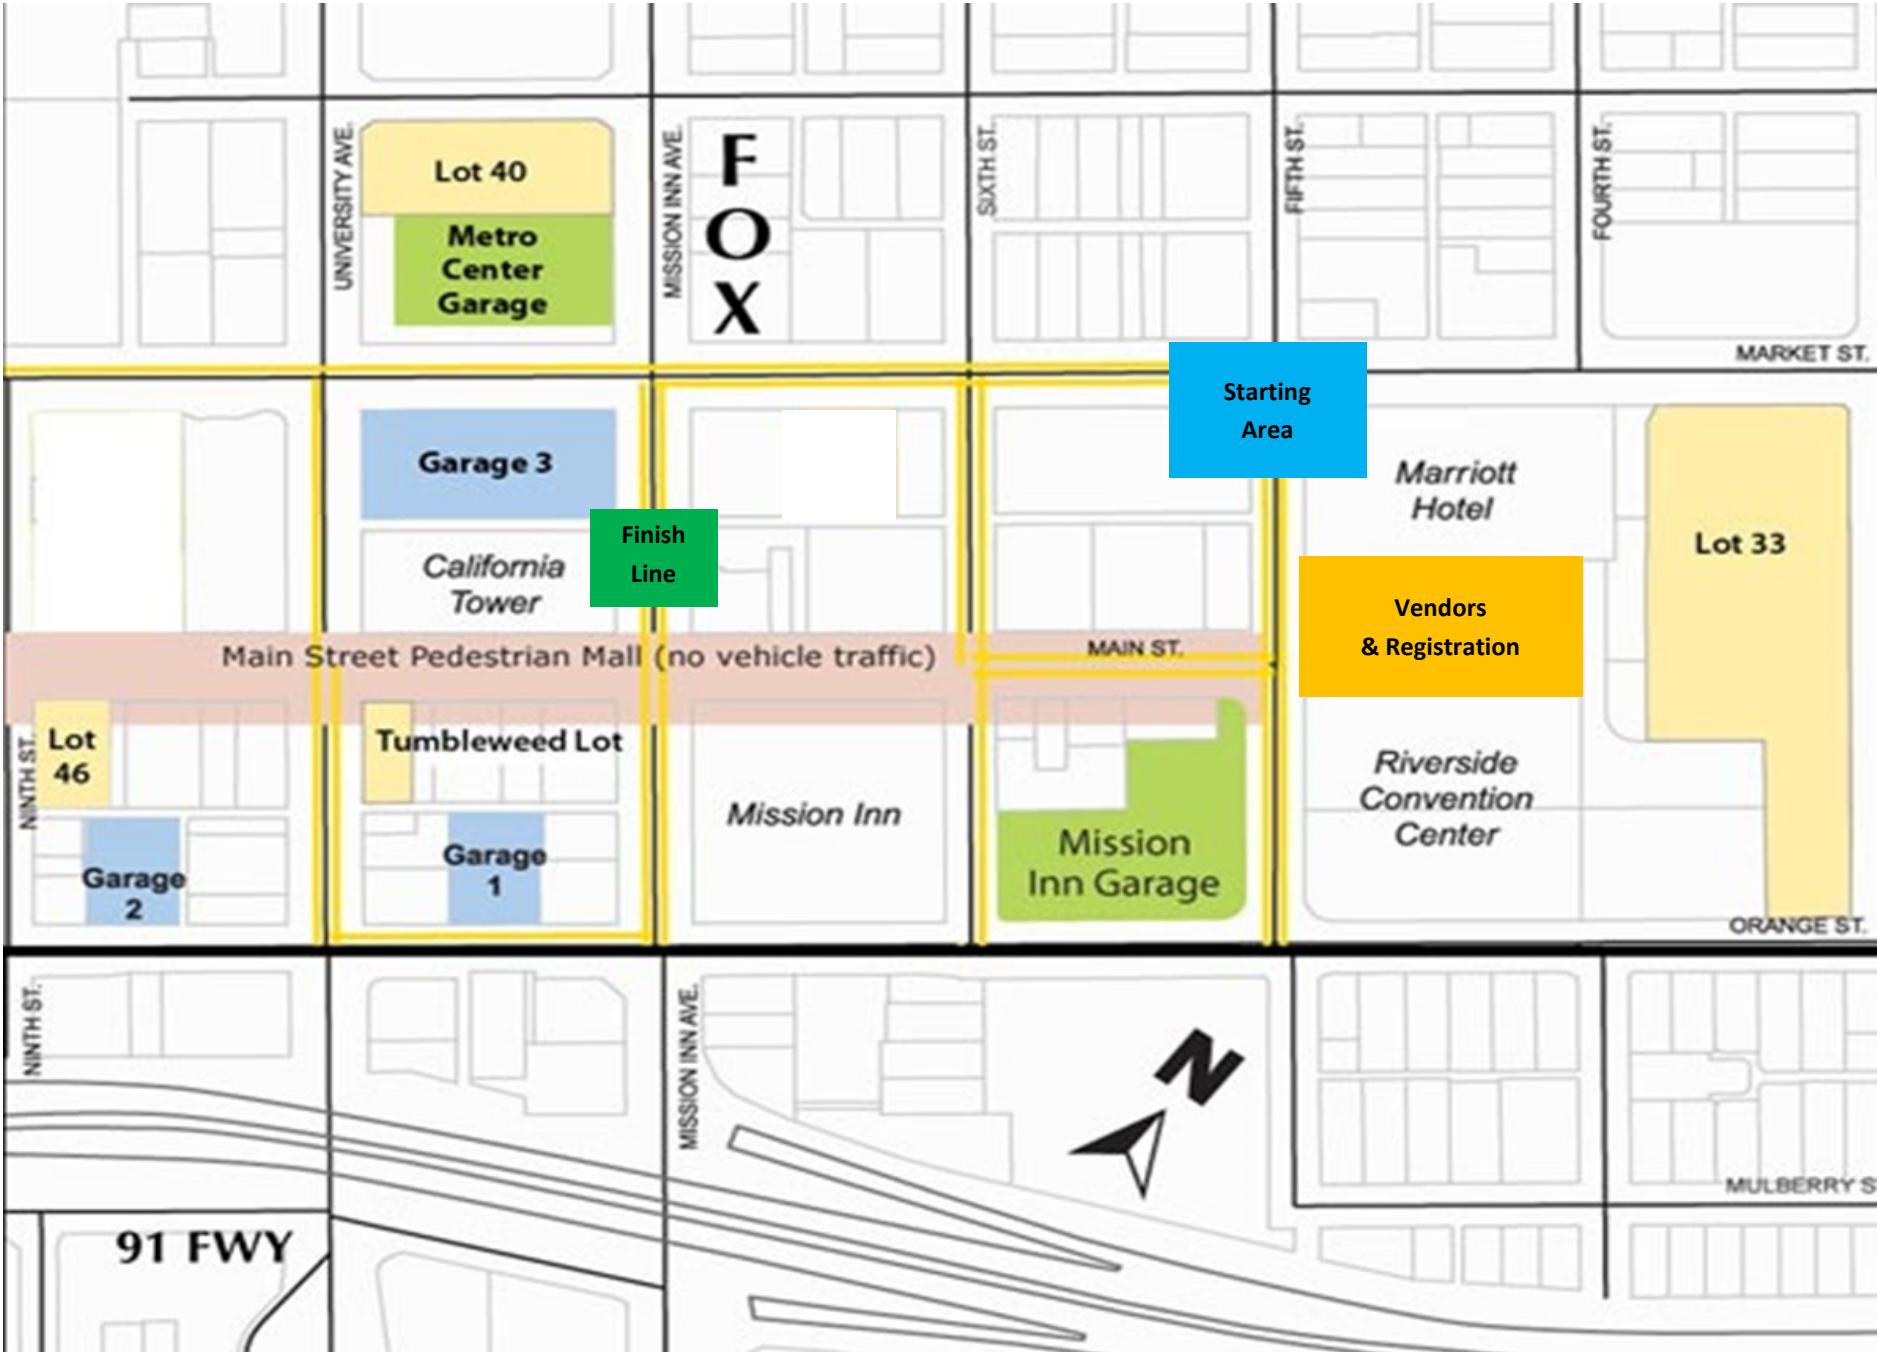 UNIVERSITY AVE.
Lot 40
Metro
Center
Garage
MISSION INN AVE.
F
O
X
SIXTH ST.
FIFTH ST.
FOURTH ST.
MARKET ST.
Starting
Area
Garage 3
California
Tower
Finish
Line
Marriott
Hotel
Lot 33
Vendors
& Registration
Main Street Pedestrian Mall (no vehicle traffic)
MAIN ST.
NINTH ST.
Lot
46
Tumbleweed Lot
Mission Inn
Riverside
Convention
Center
Garage
2
Garage
1
Mission
Inn Garage
ORANGE ST.
NINTH ST.
MISSION INN AVE.
N
MULBERRY S
91 FWY